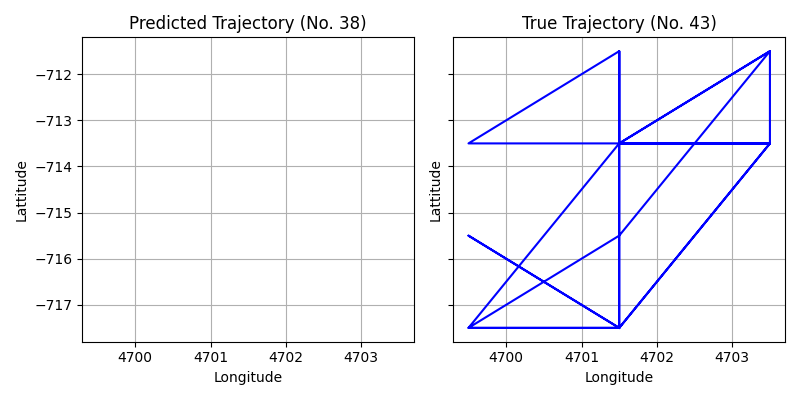 Predicted Trajectory (No. 38)
True Trajectory (No. 43)
−712
−713
−714
−715
−716
−717
Lattitude
Lattitude
4700 4701 4702 4703
4700 4701 4702 4703
Longitude
Longitude